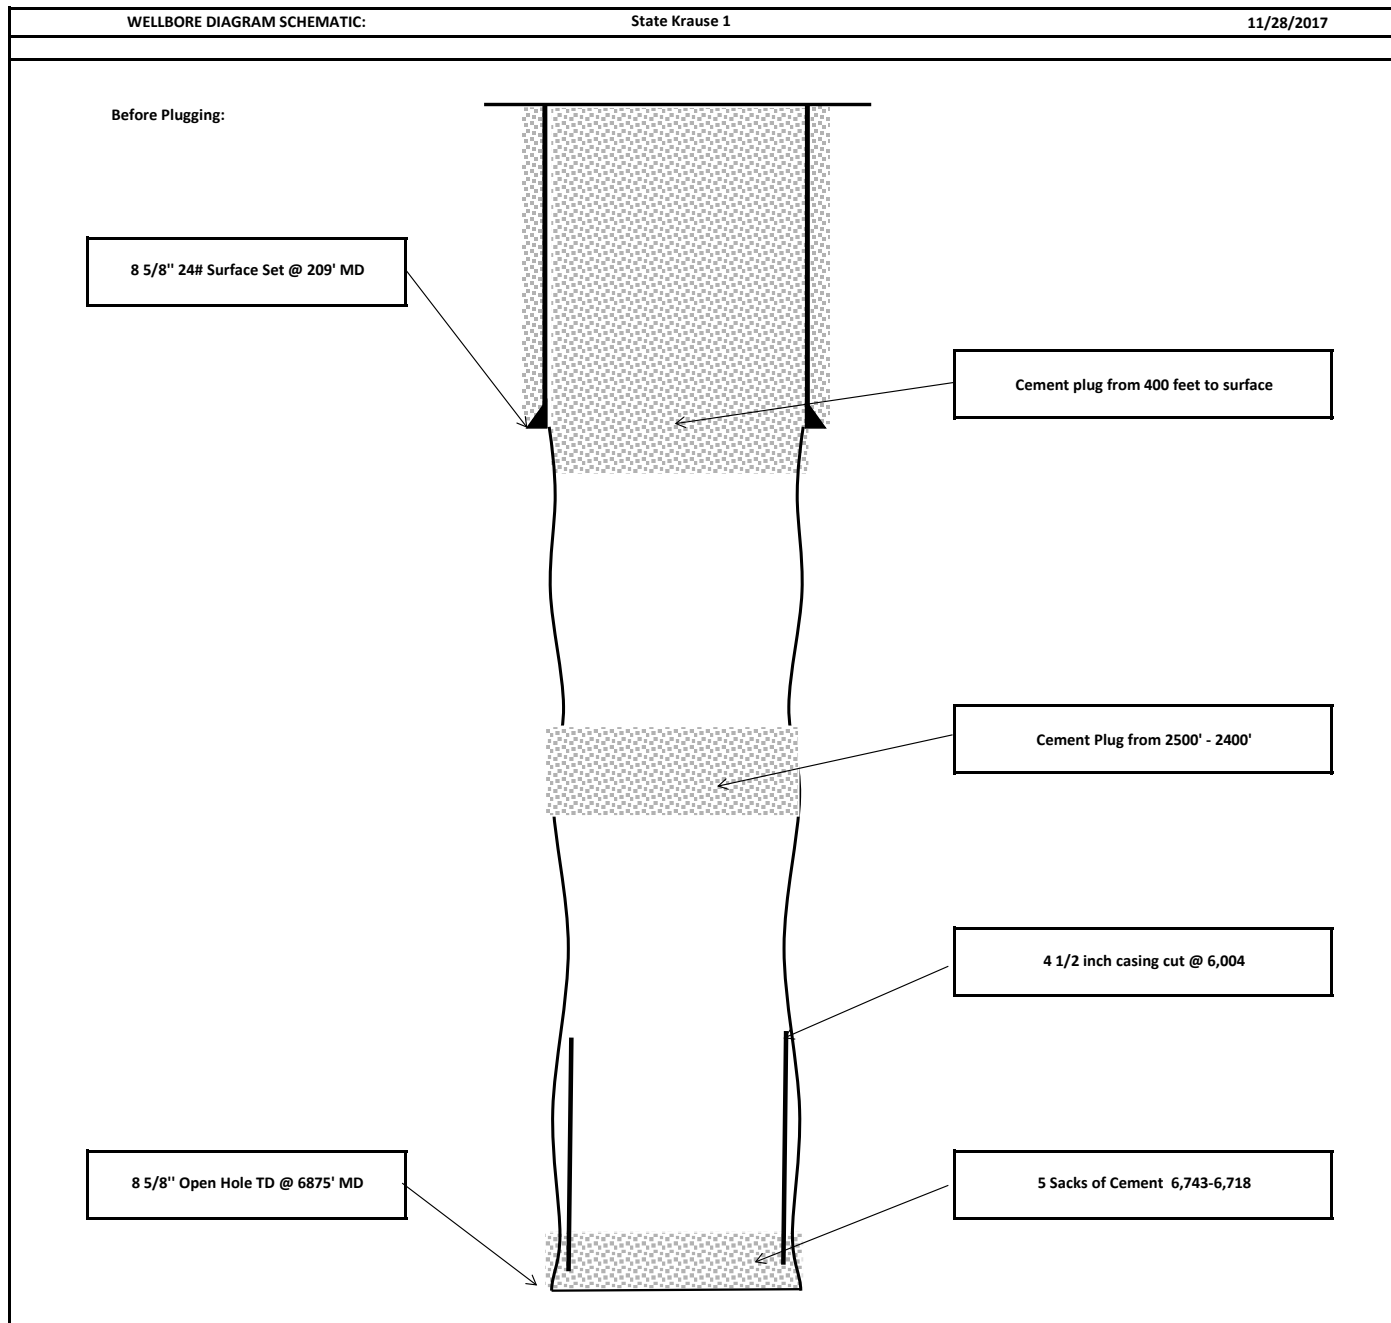 WELLBORE DIAGRAM SCHEMATIC: State Krause 1 11/28/2017
Before Plugging:
8 5/8'' 24# Surface Set @ 209' MD
Cement plug from 400 feet to surface
Cement Plug from 2500' - 2400'
4 1/2 inch casing cut @ 6,004
8 5/8'' Open Hole TD @ 6875' MD
5 Sacks of Cement  6,743-6,718